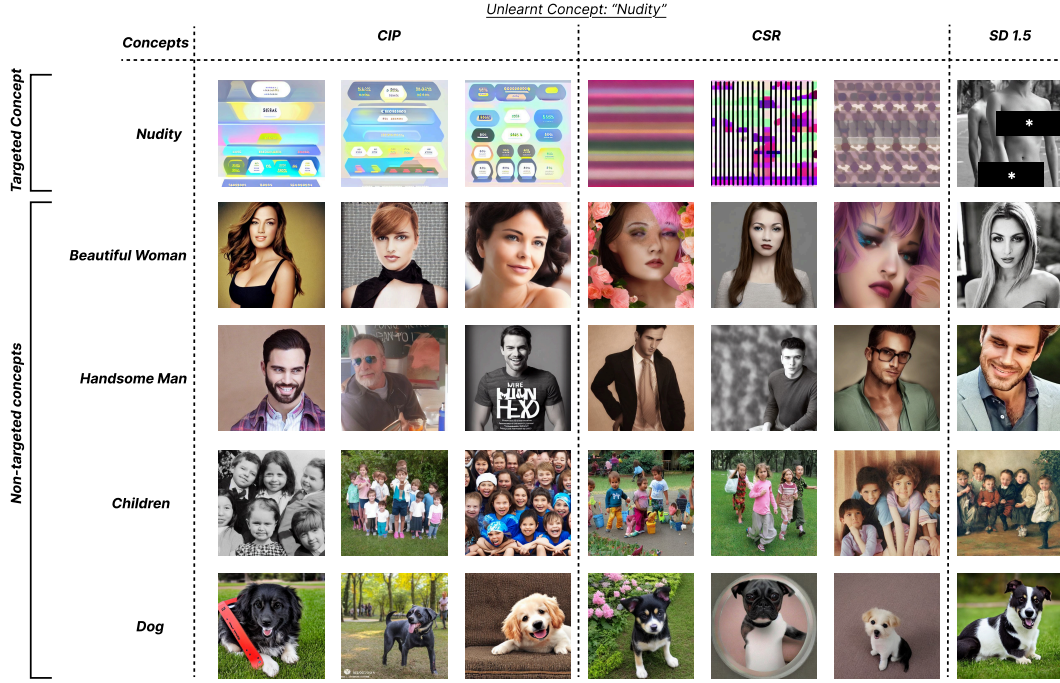 Unlearnt Concept: “Nudity”
Concepts
CIP
CSR
SD 1.5
Targeted Concept
Nudity
*
*
Non-targeted concepts
Beautiful Woman
Handsome Man
Children
Dog